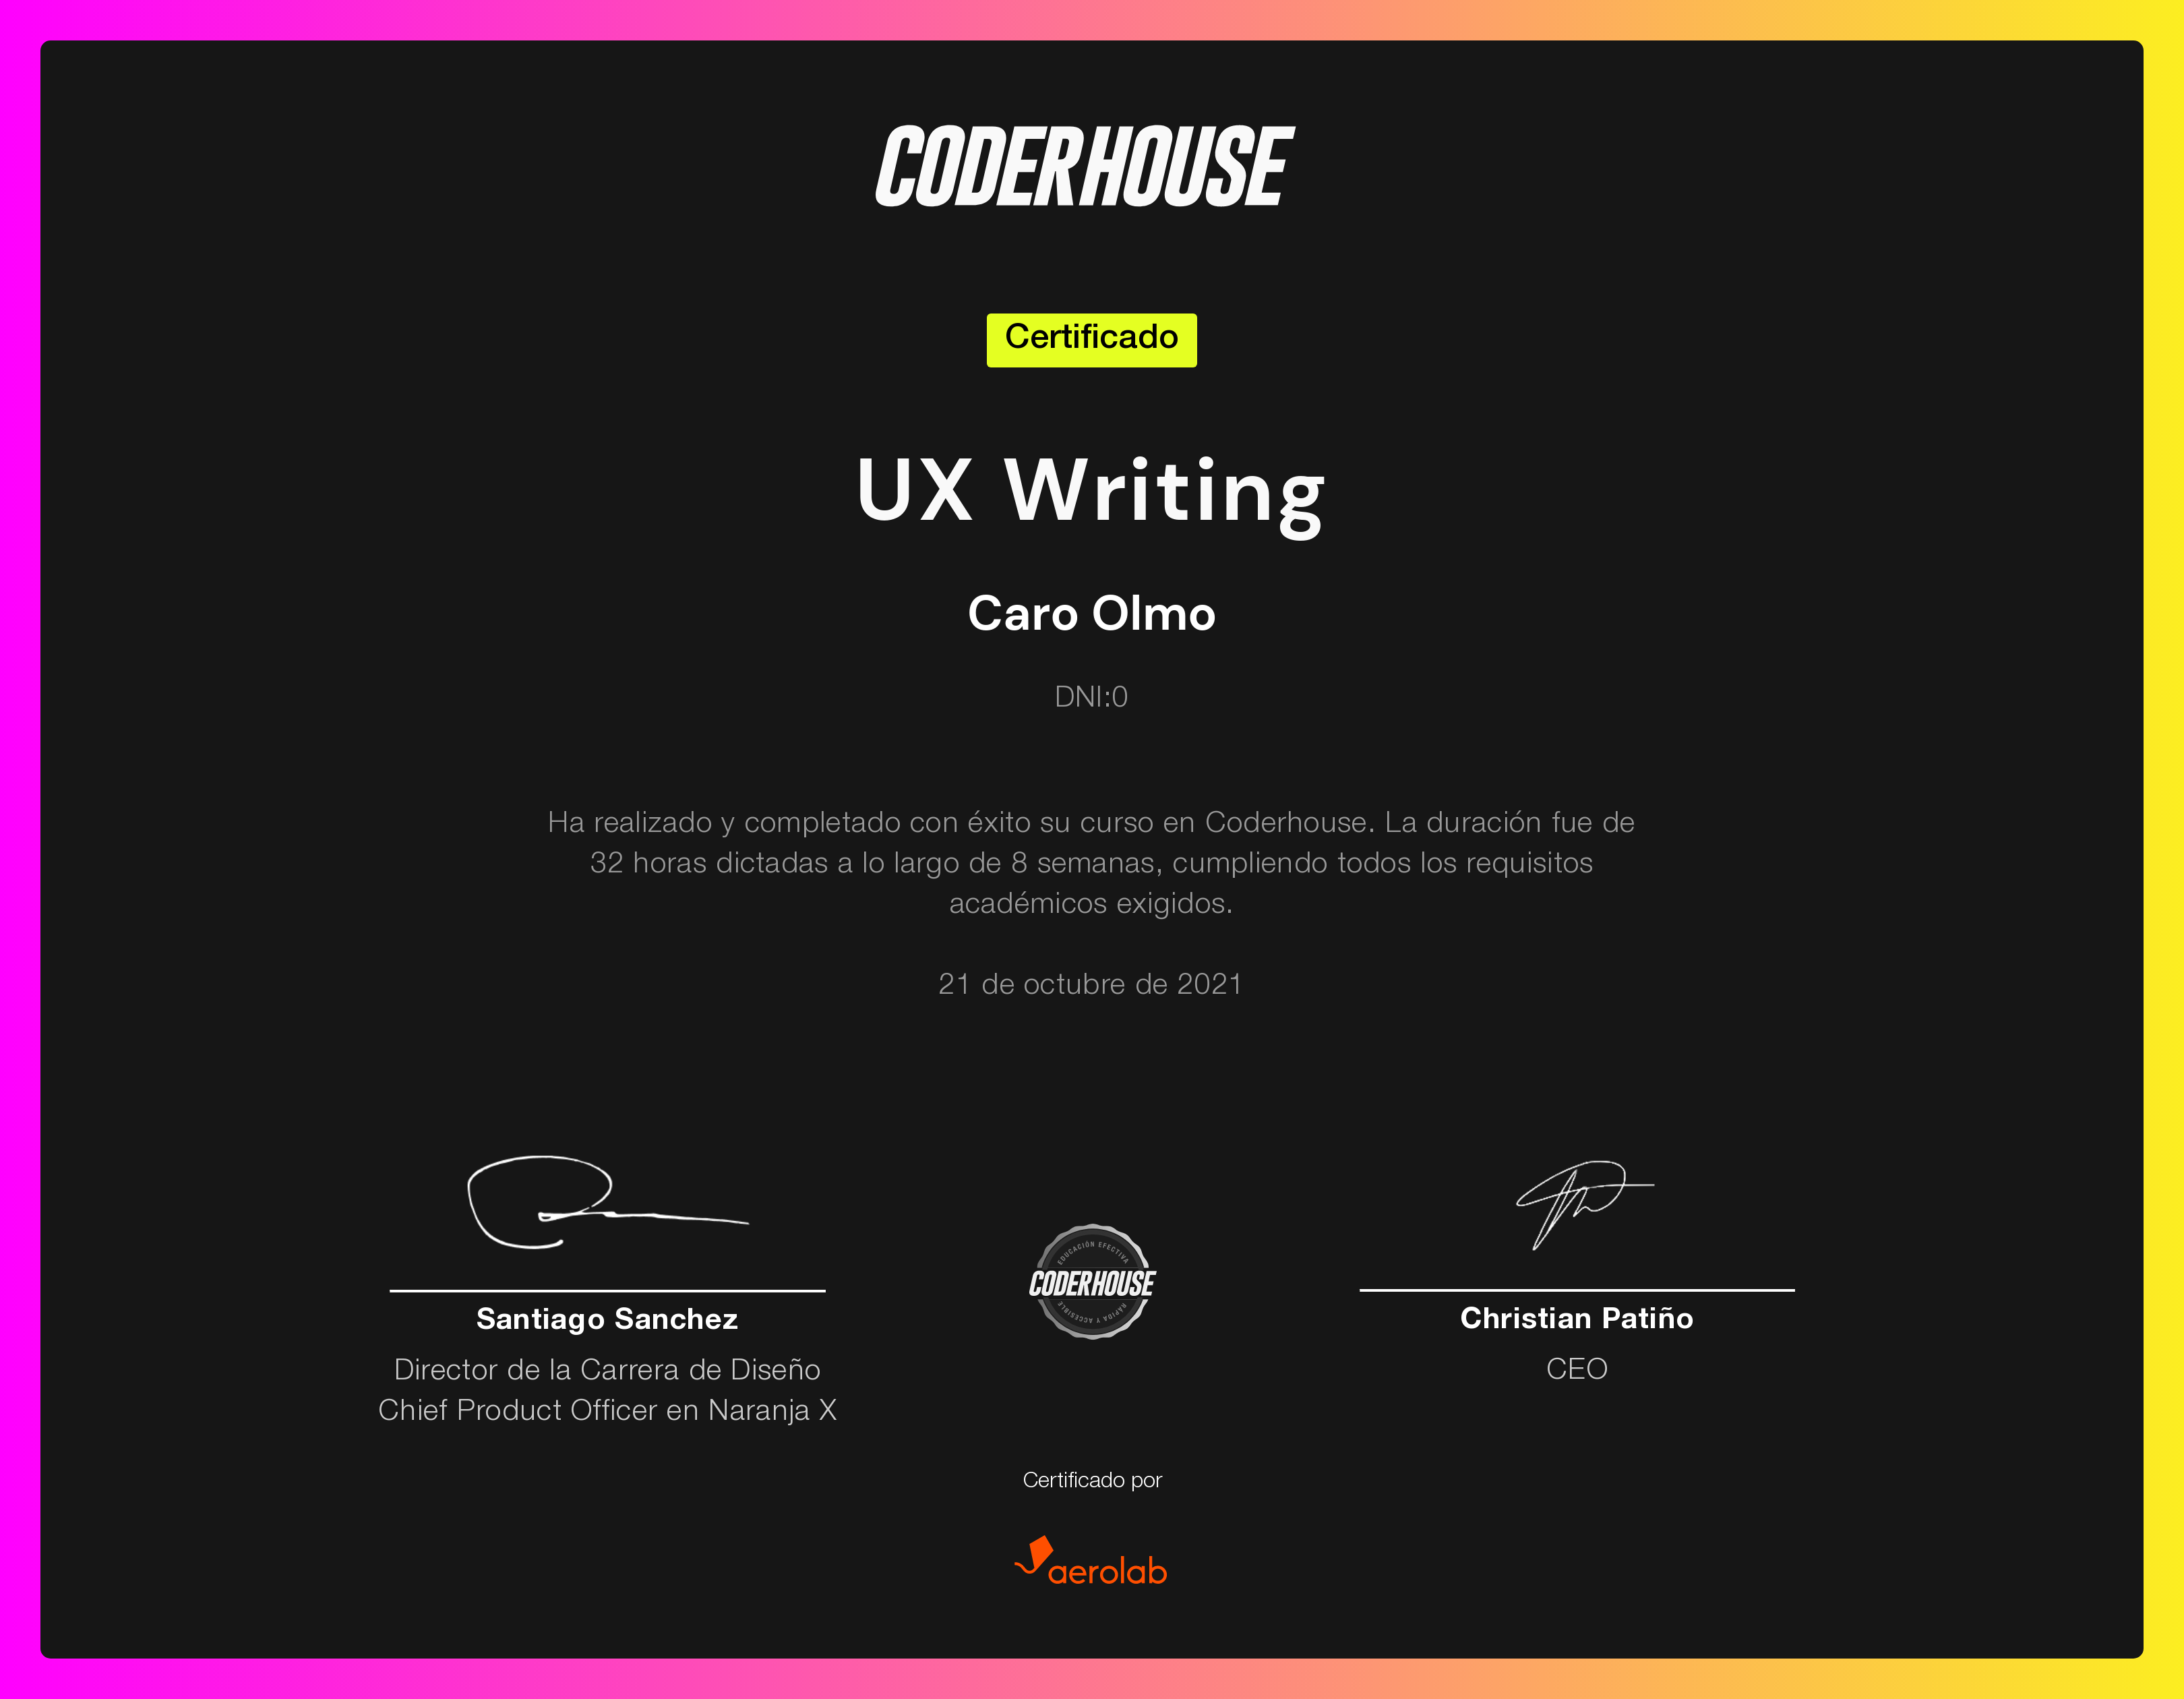 CODERHOUSE
Certificado
UX Writing
Caro Olmo
DNI:0
Ha realizado y completado con éxito su curso en Coderhouse. La duración fue de
32 horas dictadas a lo largo de 8 semanas, cumpliendo todos los requisitos
académicos exigidos.
21 de octubre de 2021
Santiago Sanchez
Director de la Carrera de Diseño
Chief Product Officer en Naranja X
EDUCACIÓN EFECTIVA
CODERHOUSE
RÁPIDA Y ACCESIBLE
Christian Patiño
CEO
Certificado por
aerolab